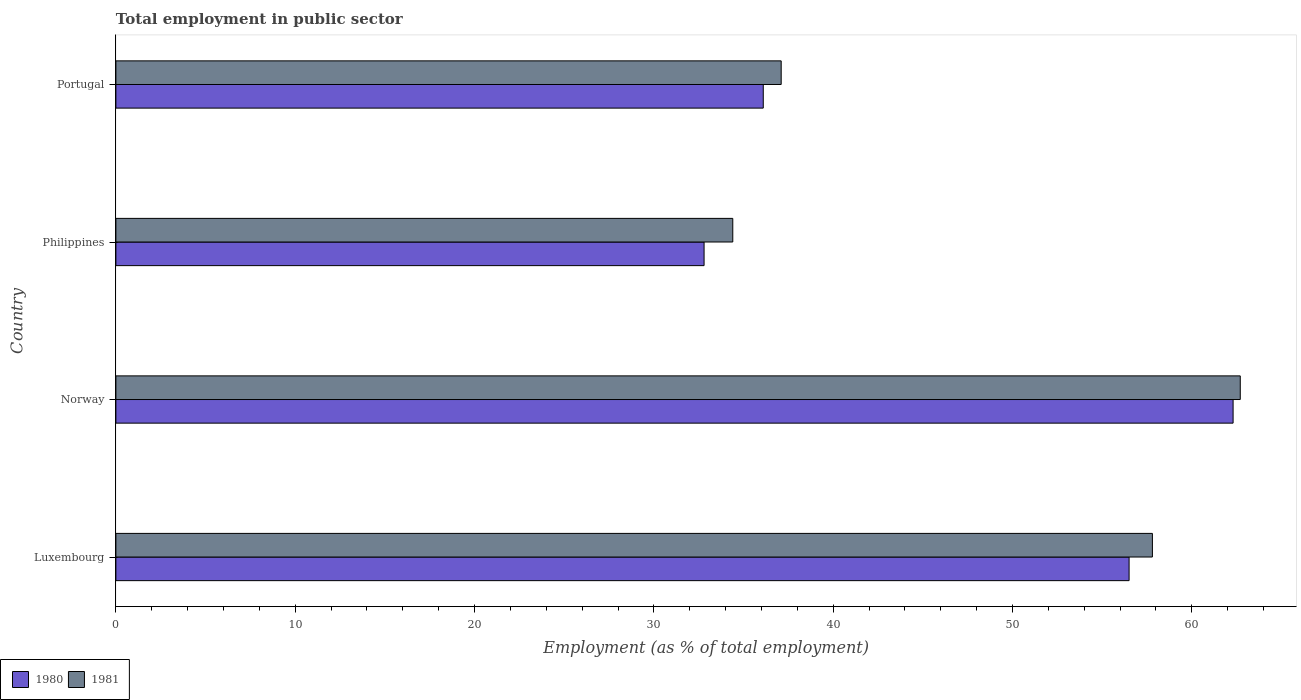 Total employment in public sector
Portugal
Philippines
Norway
Luxembourg
Country
0
10
20
30
40
50
60
Employment (as % of total employment)
1980
1981